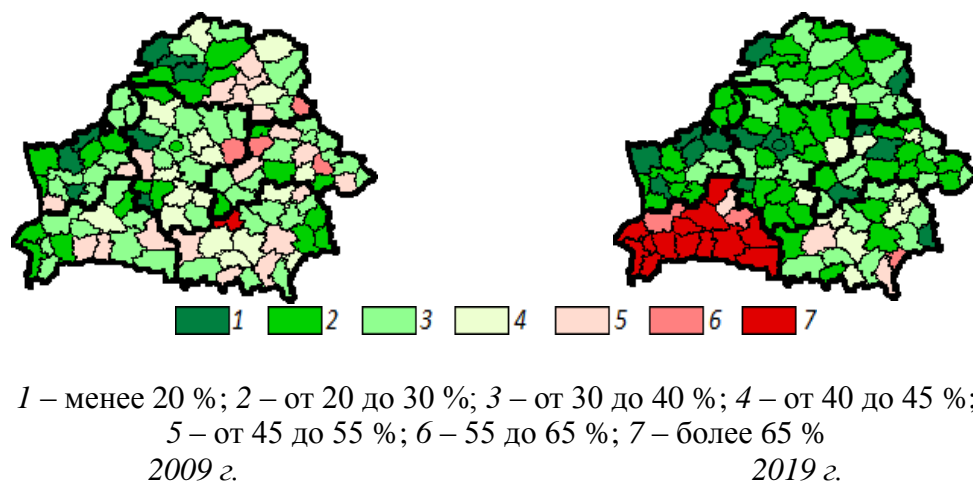 1 2 3 4 5 6 7
1 – менее 20 %; 2 – от 20 до 30 %; 3 – от 30 до 40 %; 4 – от 40 до 45 %;
5 – от 45 до 55 %; 6 – 55 до 65 %; 7 – более 65 %
2009 г. 2019 г.